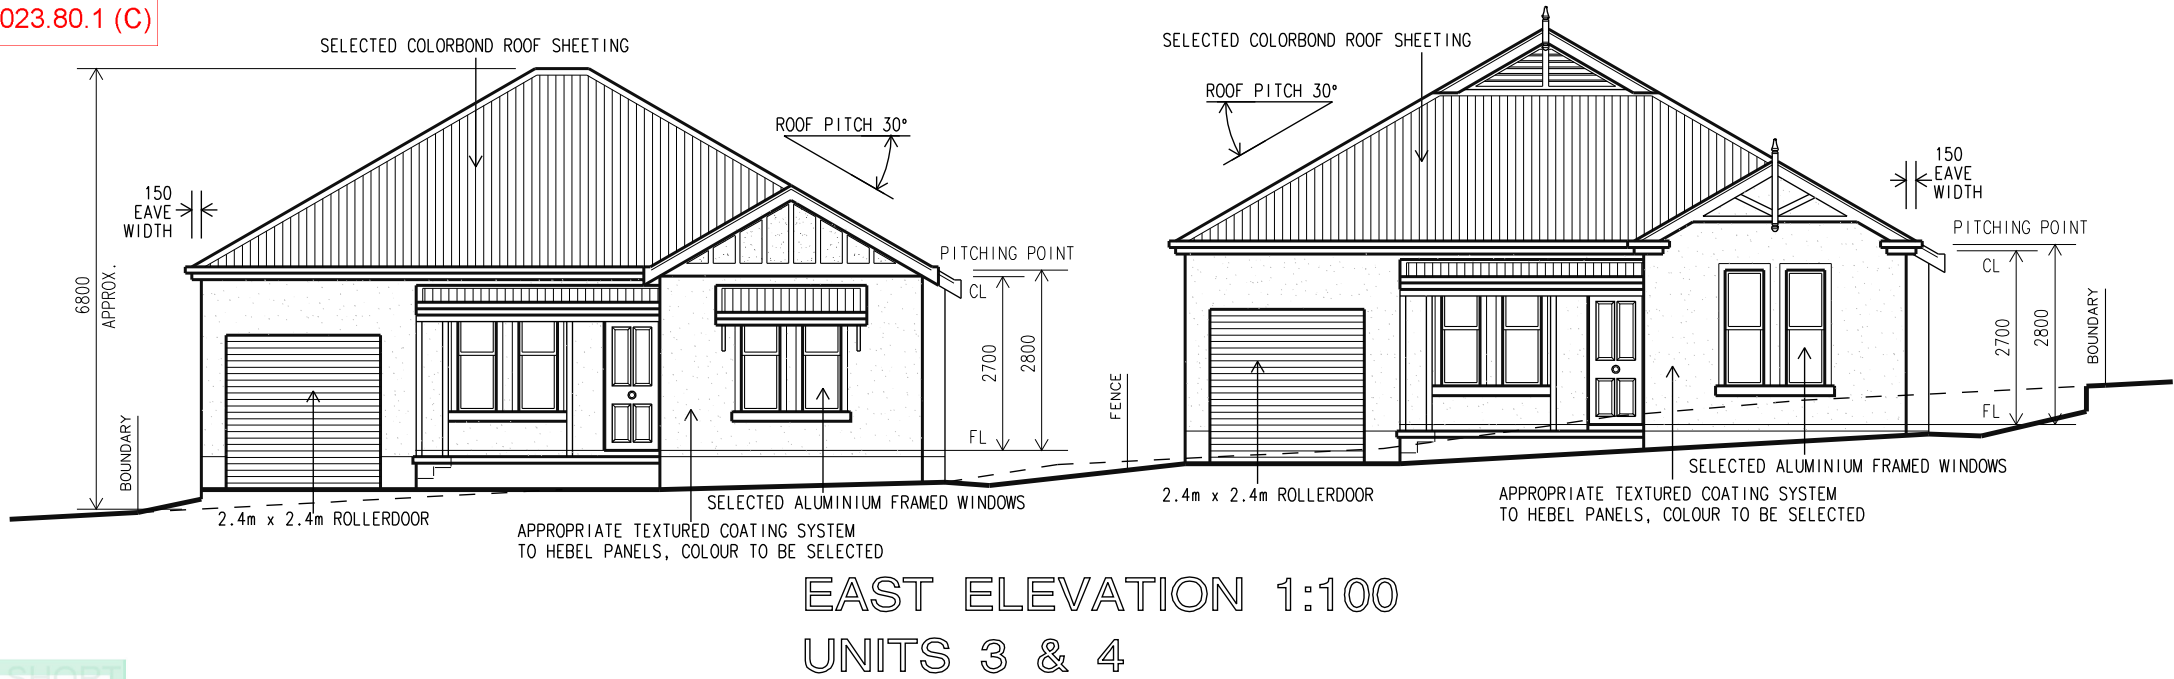 023.80.1 (C)
SELECTED COLORBOND ROOF SHEETING
ROOF PITCH 30°
150
EAVE
WIDTH
6800
APPROX.
BOUNDARY
PITCHING POINT
CL
2700
2800
FL
2.4m x 2.4m ROLLERDOOR
SELECTED ALUMINIUM FRAMED WINDOWS
APPROPRIATE TEXTURED COATING SYSTEM
TO HEBEL PANELS, COLOUR TO BE SELECTED
FENCE
SELECTED COLORBOND ROOF SHEETING
ROOF PITCH 30°
150
EAVE
WIDTH
PITCHING POINT
CL
2700
2800
BOUNDARY
FL
SELECTED ALUMINIUM FRAMED WINDOWS
2.4m x 2.4m ROLLERDOOR
APPROPRIATE TEXTURED COATING SYSTEM
TO HEBEL PANELS, COLOUR TO BE SELECTED
EAST ELEVATION 1:100
UNITS 3 & 4
SHORT